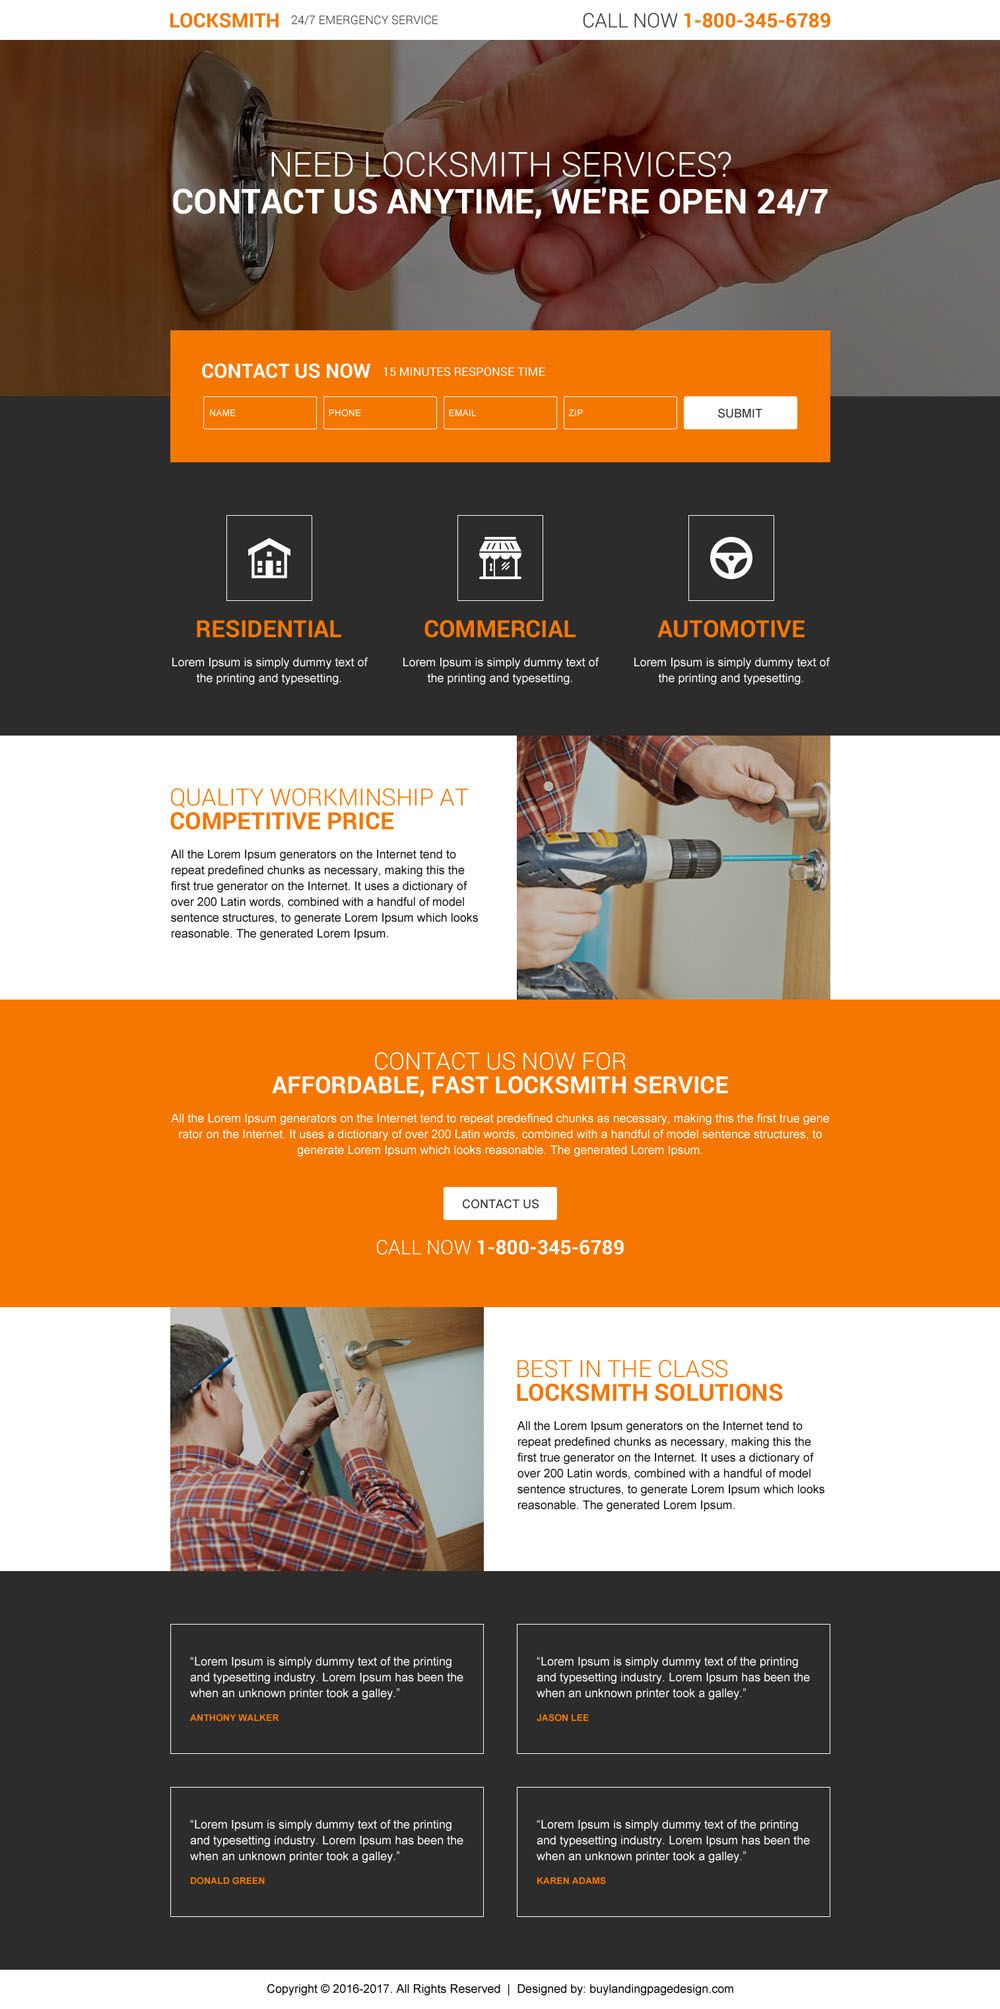 LOCKSMITH 24/7 EMERGENCY SERVICE CALL NOW 1-800-345-6789
NEED LOCKSMITH SERVICES?
CONTACT US ANYTIME, WE'RE OPEN 24/7
CONTACT US NOW 15 MINUTES RESPONSE TIME
NAME PHONE EMAIL ZIP SUBMIT
RESIDENTIAL
Lorem Ipsum is simply dummy text of
the printing and typesetting.
COMMERCIAL
Lorem Ipsum is simply dummy text of
the printing and typesetting.
AUTOMOTIVE
Lorem Ipsum is simply dummy text of
the printing and typesetting.
QUALITY WORKMINSHIP AT
COMPETITIVE PRICE
All the Lorem Ipsum generators on the Internet tend to
repeat predefined chunks as necessary, making this the
first true generator on the Internet. It uses a dictionary of
over 200 Latin words, combined with a handful of model
sentence structures, to generate Lorem Ipsum which looks
reasonable. The generated Lorem Ipsum.
CONTACT US NOW FOR
AFFORDABLE, FAST LOCKSMITH SERVICE
All the Lorem Ipsum generators on the Internet tend to repeat predefined chunks as necessary, making this the first true gene
rator on the Internet. It uses a dictionary of over 200 Latin words, combined with a handful of model sentence structures, to
generate Lorem Ipsum which looks reasonable. The generated Lorem Ipsum.
CONTACT US
CALL NOW 1-800-345-6789
BEST IN THE CLASS
LOCKSMITH SOLUTIONS
All the Lorem Ipsum generators on the Internet tend to
repeat predefined chunks as necessary, making this the
first true generator on the Internet. It uses a dictionary of
over 200 Latin words, combined with a handful of model
sentence structures, to generate Lorem Ipsum which looks
reasonable. The generated Lorem Ipsum.
“Lorem Ipsum is simply dummy text of the printing
and typesetting industry. Lorem Ipsum has been the
when an unknown printer took a galley.”
ANTHONY WALKER
“Lorem Ipsum is simply dummy text of the printing
and typesetting industry. Lorem Ipsum has been the
when an unknown printer took a galley.”
JASON LEE
“Lorem Ipsum is simply dummy text of the printing
and typesetting industry. Lorem Ipsum has been the
when an unknown printer took a galley.”
DONALD GREEN
“Lorem Ipsum is simply dummy text of the printing
and typesetting industry. Lorem Ipsum has been the
when an unknown printer took a galley.”
KAREN ADAMS
Copyright © 2016-2017. All Rights Reserved | Designed by: buylandingpagedesign.com